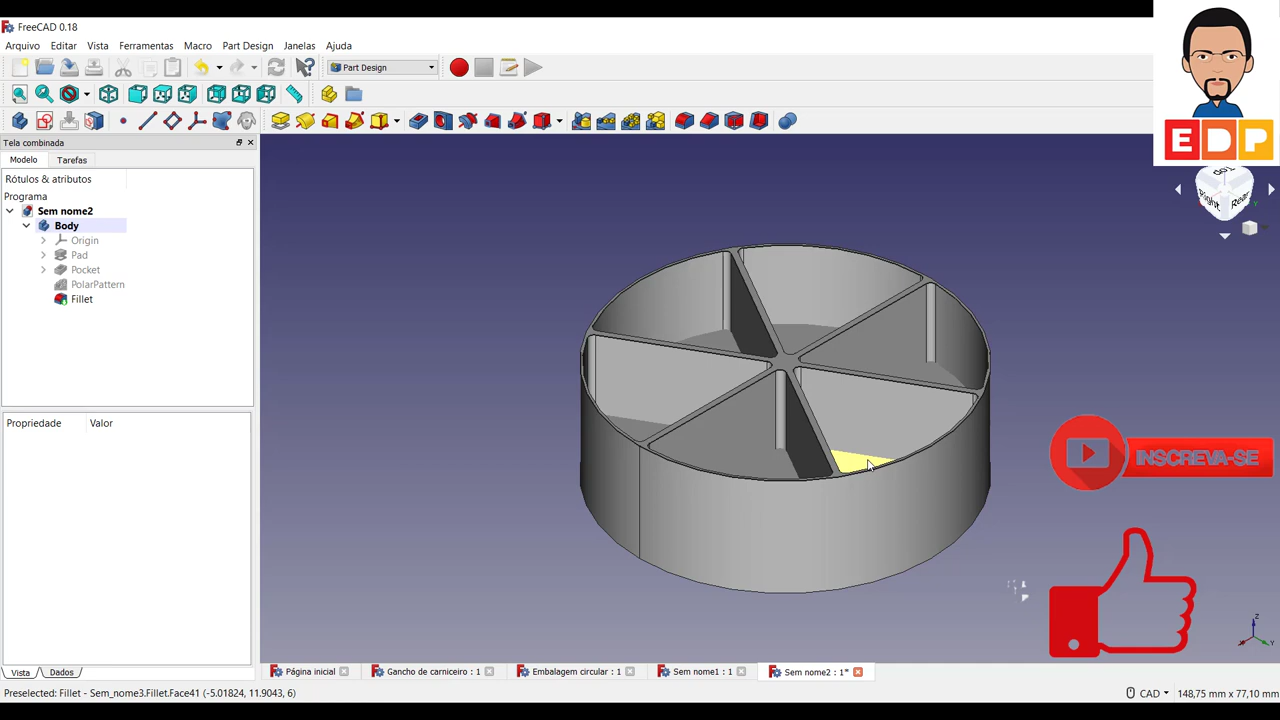 FreeCAD 0.18
Arquivo Editar Vista Ferramentas Macro Part Design Janelas Ajuda
Part Design
EDP
Tela combinada
Modelo Tarefas
Rótulos & atributos
Programa
Sem nome2
Body
Origin
Pad
Pocket
PolarPattern
Fillet
Right
Rear
Propriedade Valor
INSCREVA-SE
Z
X Y
Vista Dados
Página inicial Gancho de carniceiro : 1 Embalagem circular : 1 Sem nome1 : 1 Sem nome2 : 1*
Preselected: Fillet - Sem_nome3.Fillet.Face41 (-5.01824, 11.9043, 6) CAD 148,75 mm x 77,10 mm